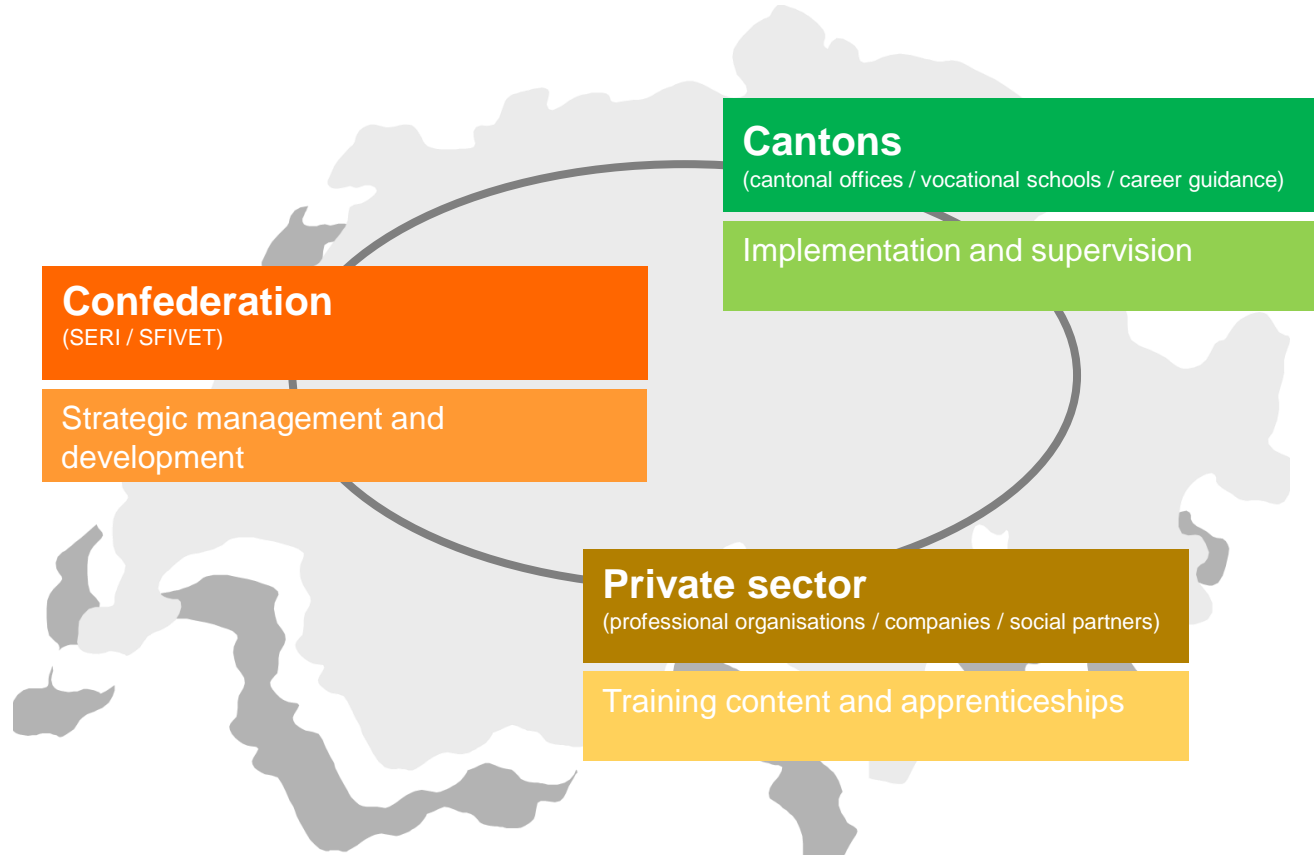 Cantons
(cantonal offices / vocational schools / career guidance)
Implementation and supervision
Confederation
(SERI / SFIVET)
Strategic management and
development
Private sector
(professional organisations / companies / social partners)
Training content and apprenticeships